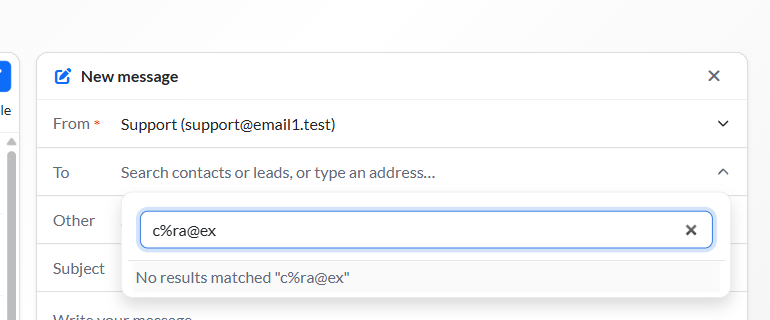 New message
le
From *
Support (support@email1.test)
To
Search contacts or leads, or type an address…
Other
c%ra@ex
Subject
No results matched "c%ra@ex"
Write your message